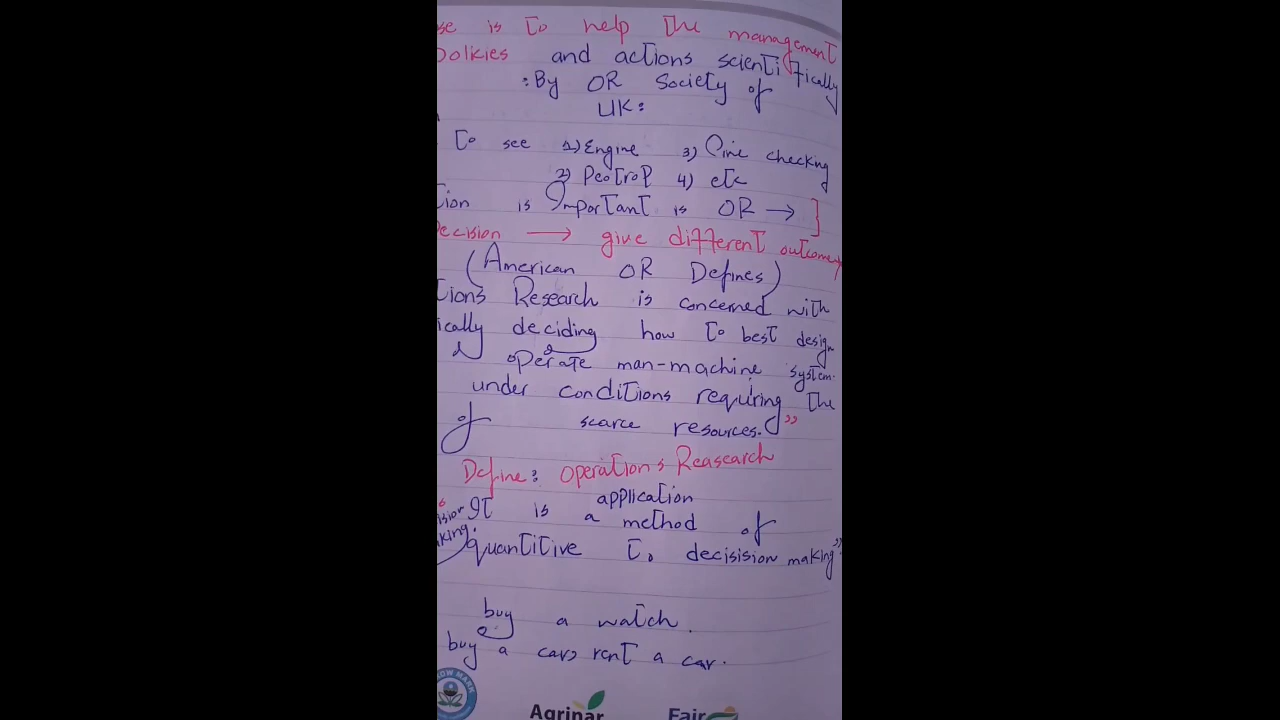 se is to help the management
policies and actions scientifically
:By OR Society of
UK:
To see 1) Engine 3) Line checking
2) Peotrol 4) etc
tion is Important is OR → ]
Decision → give different outcomes
(American OR Defines)
tions Research is concerned with
ically deciding how to best design
& operate man-machine system.
under conditions requiring the
of scarce resources."
Define: Operations Reasearch
It is a application method of
quantitive to decisision making"
buy a watch.
buy a car, rent a car.
Agrinar Fair